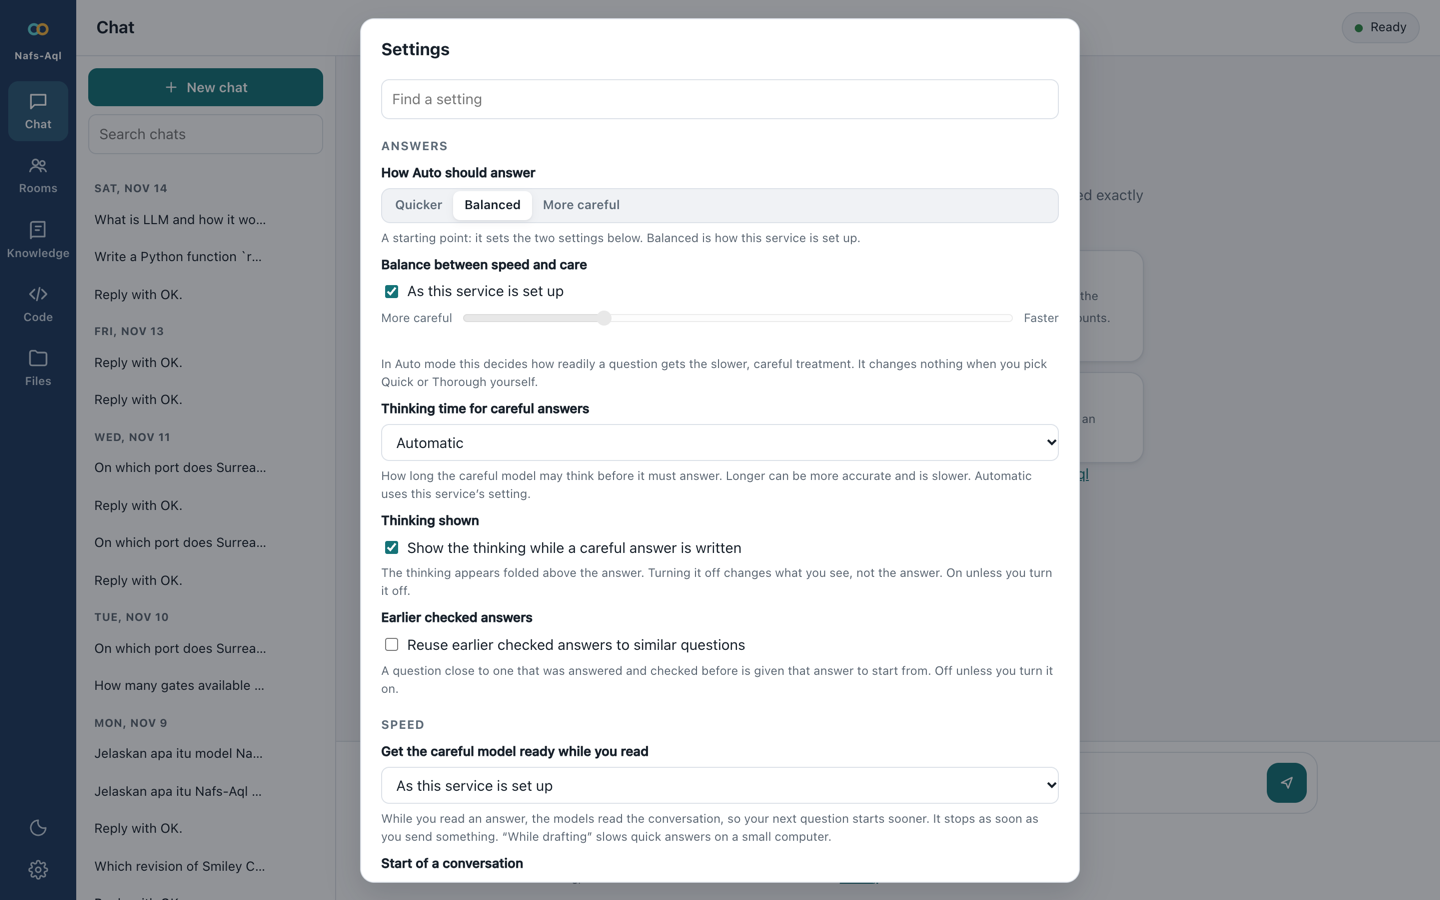 Nafs-Aql
Chat
Rooms
Knowledge
Code
Files
Chat
Ready
New chat
Search chats
SAT, NOV 14
What is LLM and how it wo...
Write a Python function `r...
Reply with OK.
FRI, NOV 13
Reply with OK.
Reply with OK.
WED, NOV 11
On which port does Surrea...
Reply with OK.
On which port does Surrea...
Reply with OK.
TUE, NOV 10
On which port does Surrea...
How many gates available ...
MON, NOV 9
Jelaskan apa itu model Na...
Jelaskan apa itu Nafs-Aql ...
Reply with OK.
Which revision of Smiley C...
Settings
Find a setting
ANSWERS
How Auto should answer
Quicker
Balanced
More careful
A starting point: it sets the two settings below. Balanced is how this service is set up.
Balance between speed and care
As this service is set up
More careful
Faster
In Auto mode this decides how readily a question gets the slower, careful treatment. It changes nothing when you pick
Quick or Thorough yourself.
Thinking time for careful answers
Automatic
How long the careful model may think before it must answer. Longer can be more accurate and is slower. Automatic
uses this service's setting.
Thinking shown
Show the thinking while a careful answer is written
The thinking appears folded above the answer. Turning it off changes what you see, not the answer. On unless you turn
it off.
Earlier checked answers
Reuse earlier checked answers to similar questions
A question close to one that was answered and checked before is given that answer to start from. Off unless you turn it
on.
SPEED
Get the careful model ready while you read
As this service is set up
While you read an answer, the models read the conversation, so your next question starts sooner. It stops as soon as
you send something. “While drafting” slows quick answers on a small computer.
Start of a conversation
exactly
the
an